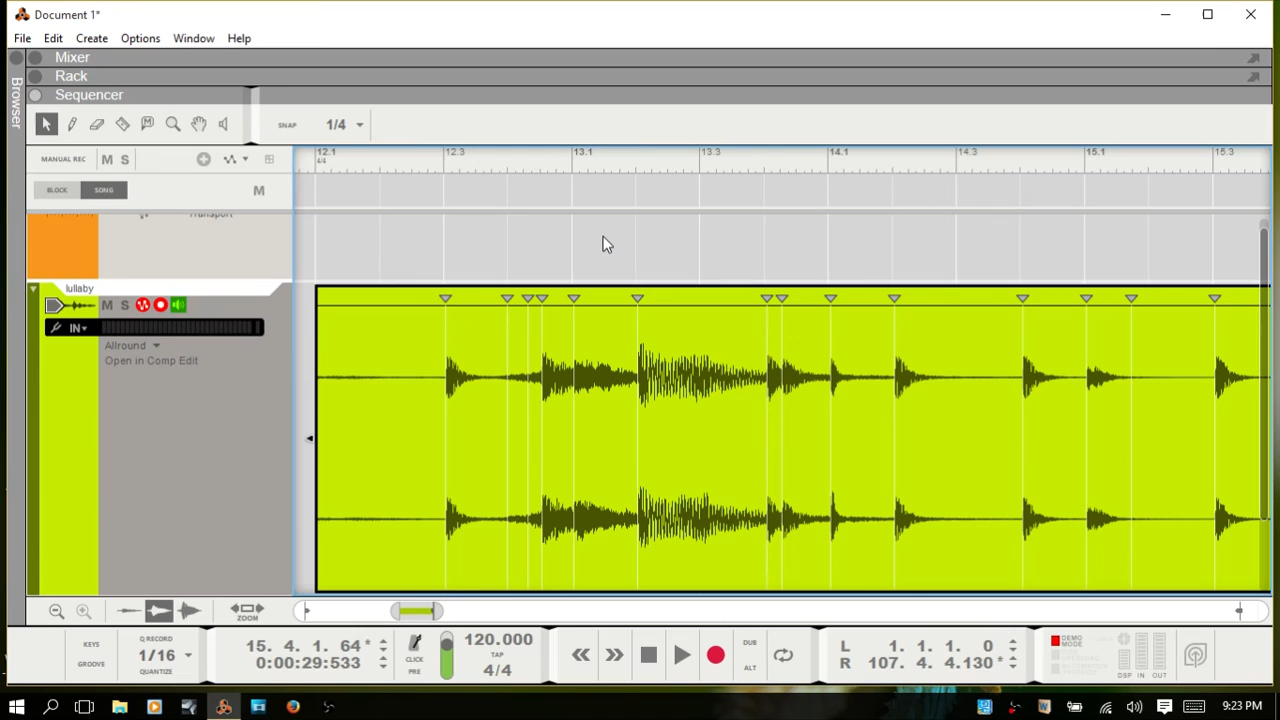 Document 1*
File Edit Create Options Window Help
Browser
Mixer
Rack
Sequencer
SNAP 1/4
MANUAL REC M S
12.1 12.3 13.1 13.3 14.1 14.3 15.1 15.3
4/4
BLOCK SONG M
Transport
lullaby
M S
IN
Allround
Open in Comp Edit
ZOOM
KEYS
GROOVE
Q RECORD
1/16
QUANTIZE
15. 4. 1. 64 *
0:00:29:533
CLICK
PRE
120.000
TAP
4/4
DUB
ALT
L 1. 1. 1. 0
R 107. 4. 4.130 *
DEMO
MODE
DSP IN OUT
9:23 PM